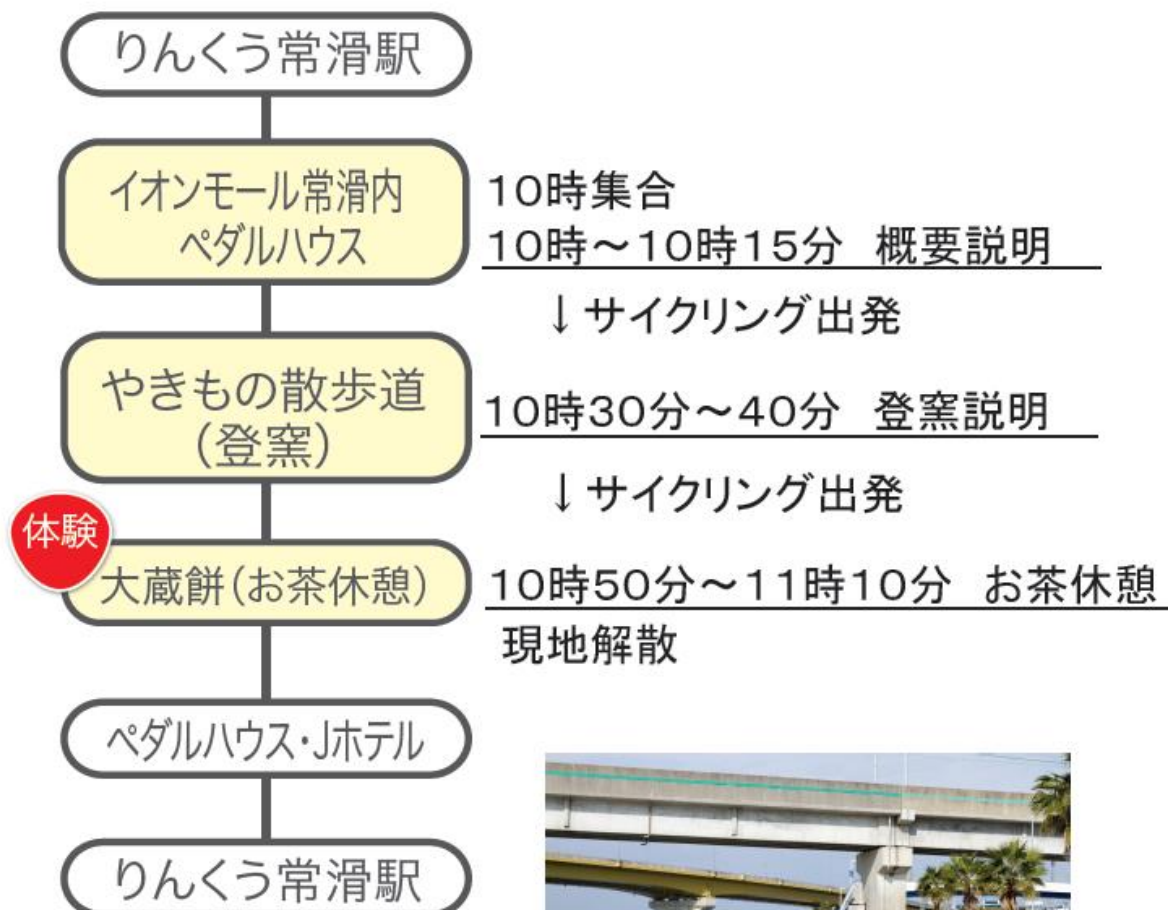 りんくう常滑駅
イオンモール常滑内
ペダルハウス
10時集合
10時～10時15分　概要説明
↓サイクリング出発
やきもの散歩道
(登窯)
10時30分～40分　登窯説明
↓サイクリング出発
体験
大蔵餅(お茶休憩)
10時50分～11時10分　お茶休憩
現地解散
ペダルハウス・Jホテル
りんくう常滑駅